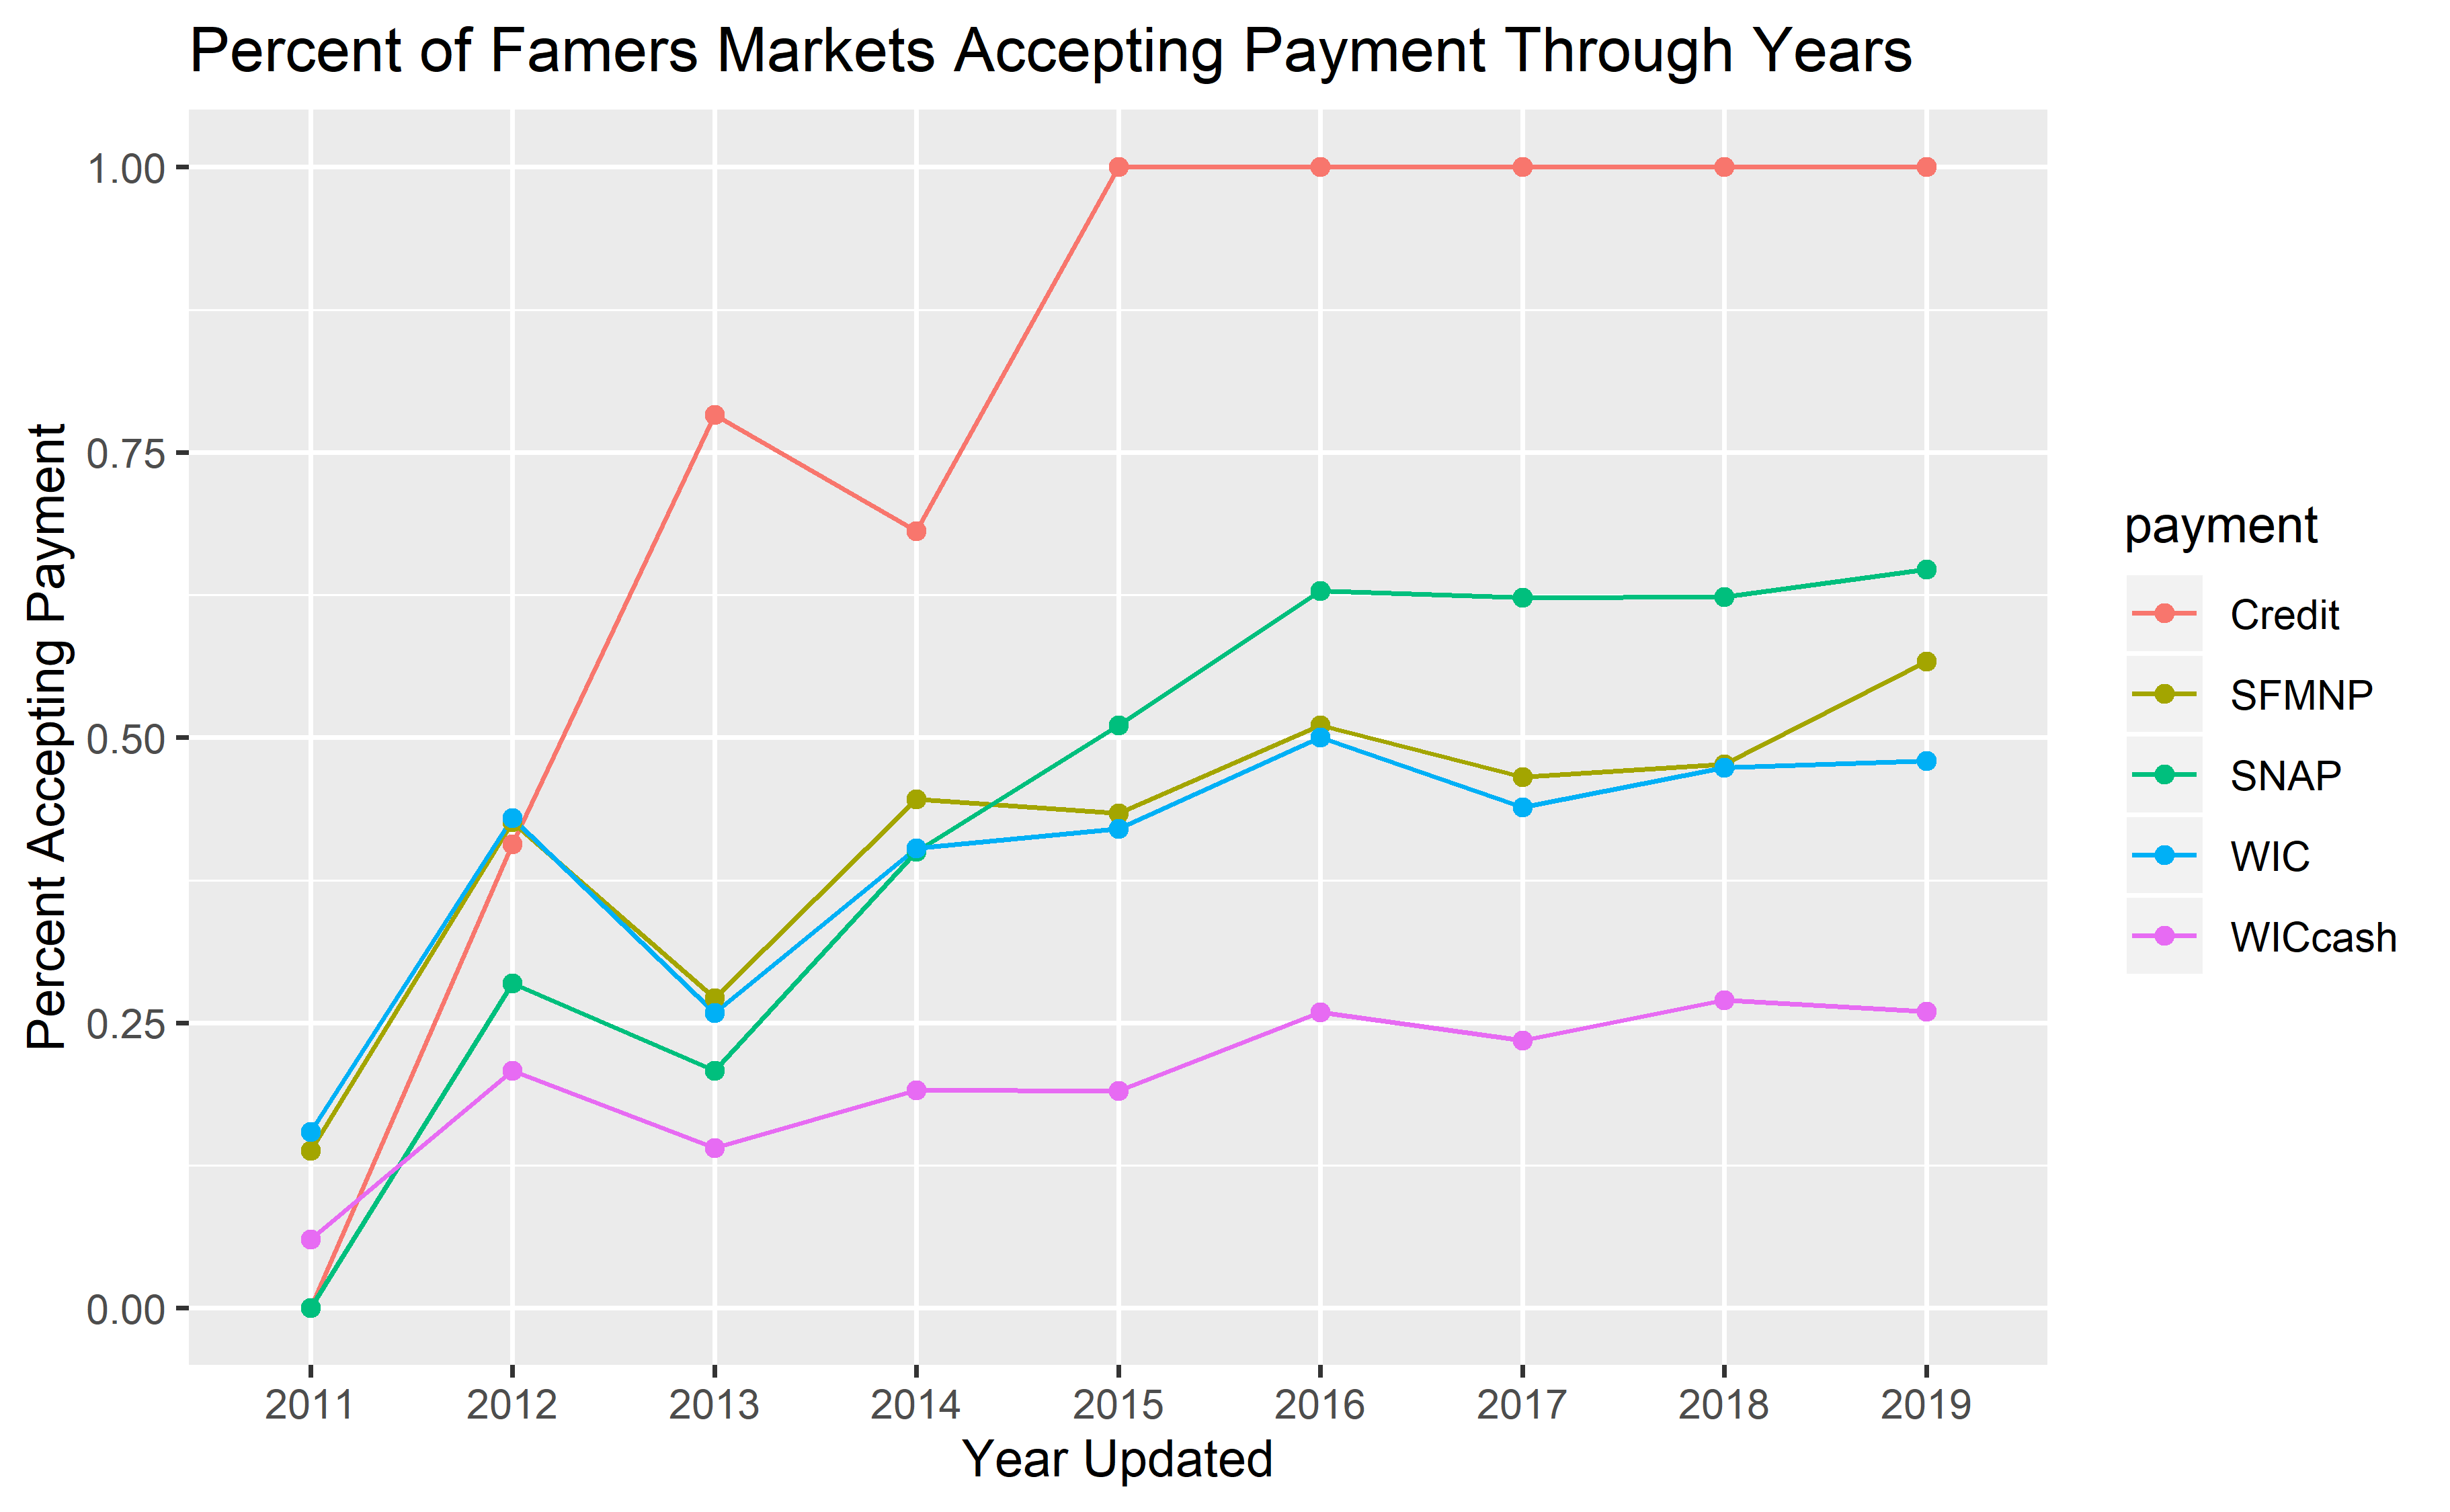 Percent of Famers Markets Accepting Payment Through Years
Percent Accepting Payment
1.00
0.75
0.50
0.25
0.00
2011 2012 2013 2014 2015 2016 2017 2018 2019
Year Updated
payment
Credit
SFMNP
SNAP
WIC
WICcash